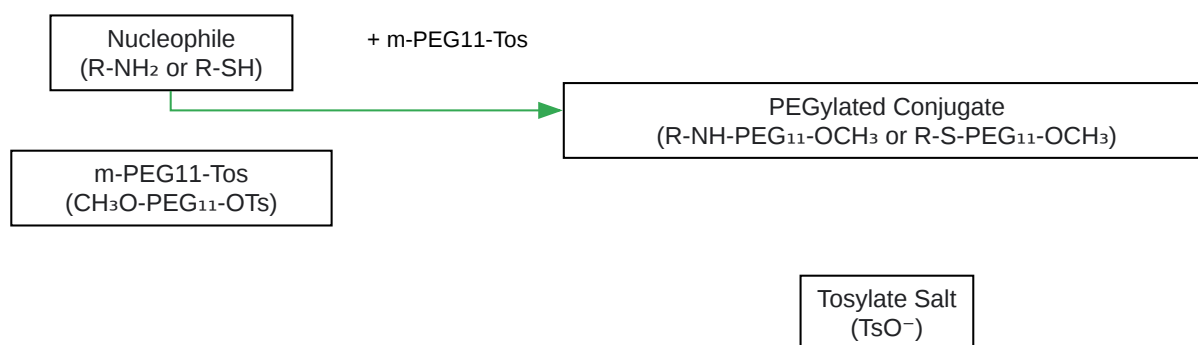 Nucleophile
(R-NH₂ or R-SH)
+ m-PEG11-Tos
PEGylated Conjugate
(R-NH-PEG₁₁-OCH₃ or R-S-PEG₁₁-OCH₃)
m-PEG11-Tos
(CH₃O-PEG₁₁-OTs)
Tosylate Salt
(TsO⁻)